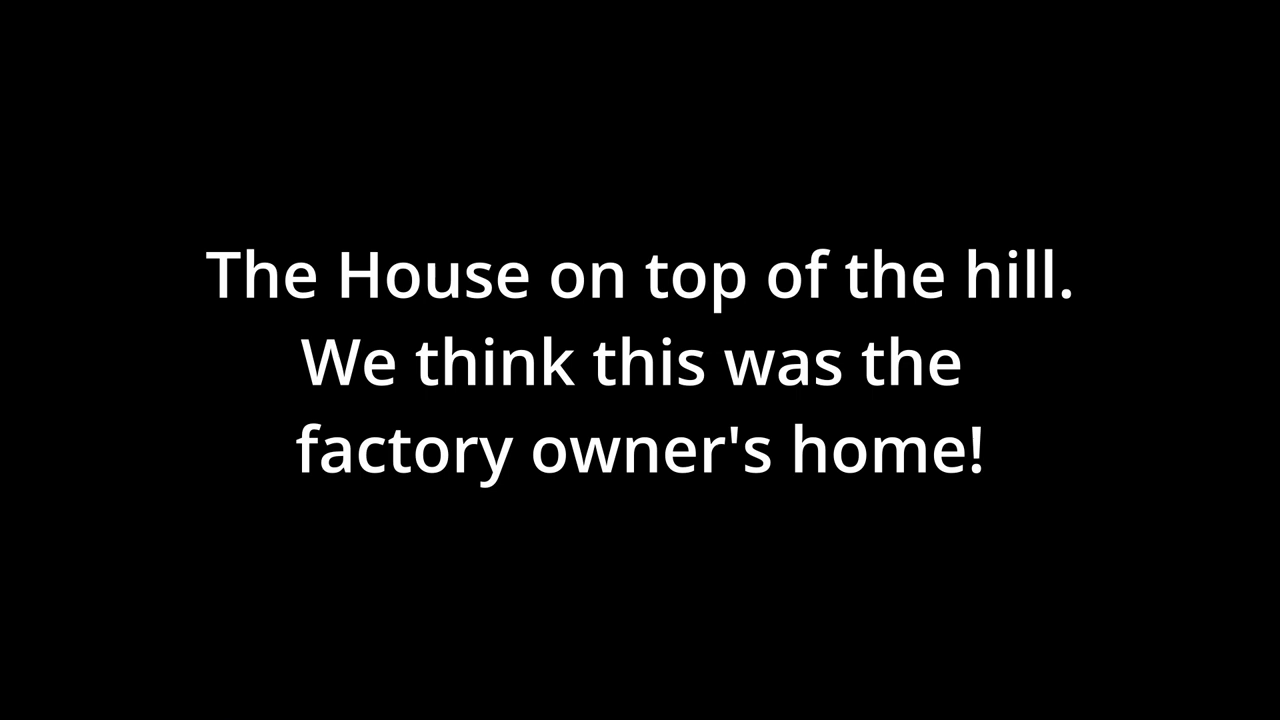 The House on top of the hill.
We think this was the
factory owner's home!